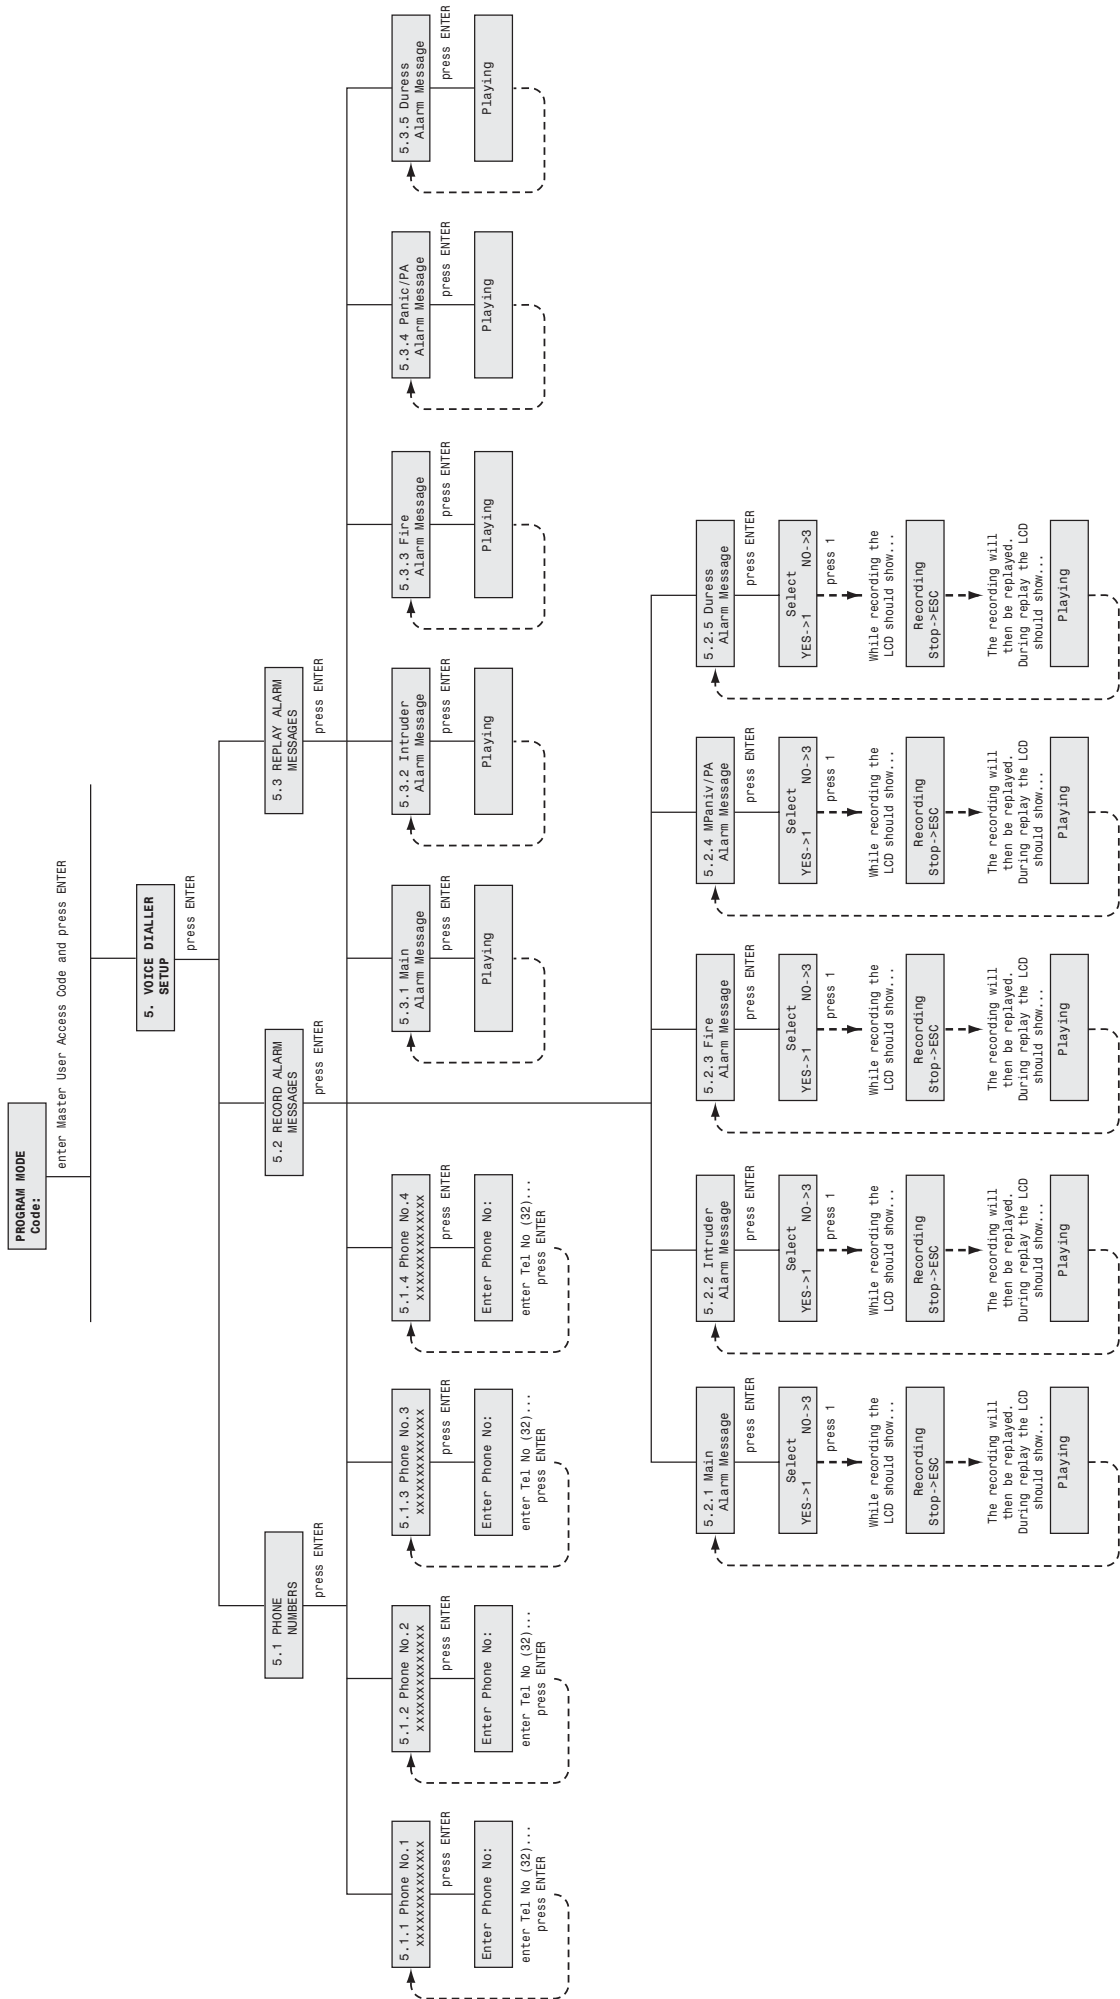 PROGRAM MODE
Code:
enter Master User Access Code and press ENTER
5. VOICE DIALLER
SETUP
press ENTER
5.1 PHONE
NUMBERS
press ENTER
5.2 RECORD ALARM
MESSAGES
press ENTER
5.3 REPLAY ALARM
MESSAGES
press ENTER
5.1.1 Phone No.1
xxxxxxxxxxxxxxxx
press ENTER
Enter Phone No:
enter Tel No (32)...
press ENTER
5.1.2 Phone No.2
xxxxxxxxxxxxxxxx
press ENTER
Enter Phone No:
enter Tel No (32)...
press ENTER
5.1.3 Phone No.3
xxxxxxxxxxxxxxxx
press ENTER
Enter Phone No:
enter Tel No (32)...
press ENTER
5.1.4 Phone No.4
xxxxxxxxxxxxxxxx
press ENTER
Enter Phone No:
enter Tel No (32)...
press ENTER
5.3.1 Main
Alarm Message
press ENTER
Playing
5.3.2 Intruder
Alarm Message
press ENTER
Playing
5.3.3 Fire
Alarm Message
press ENTER
Playing
5.3.4 Panic/PA
Alarm Message
press ENTER
Playing
5.3.5 Duress
Alarm Message
press ENTER
Playing
5.2.1 Main
Alarm Message
press ENTER
Select
YES->1 NO->3
press 1
While recording the
LCD should show...
Recording
Stop->ESC
The recording will
then be replayed.
During replay the LCD
should show...
Playing
5.2.2 Intruder
Alarm Message
press ENTER
Select
YES->1 NO->3
press 1
While recording the
LCD should show...
Recording
Stop->ESC
The recording will
then be replayed.
During replay the LCD
should show...
Playing
5.2.3 Fire
Alarm Message
press ENTER
Select
YES->1 NO->3
press 1
While recording the
LCD should show...
Recording
Stop->ESC
The recording will
then be replayed.
During replay the LCD
should show...
Playing
5.2.4 MPaniv/PA
Alarm Message
press ENTER
Select
YES->1 NO->3
press 1
While recording the
LCD should show...
Recording
Stop->ESC
The recording will
then be replayed.
During replay the LCD
should show...
Playing
5.2.5 Duress
Alarm Message
press ENTER
Select
YES->1 NO->3
press 1
While recording the
LCD should show...
Recording
Stop->ESC
The recording will
then be replayed.
During replay the LCD
should show...
Playing